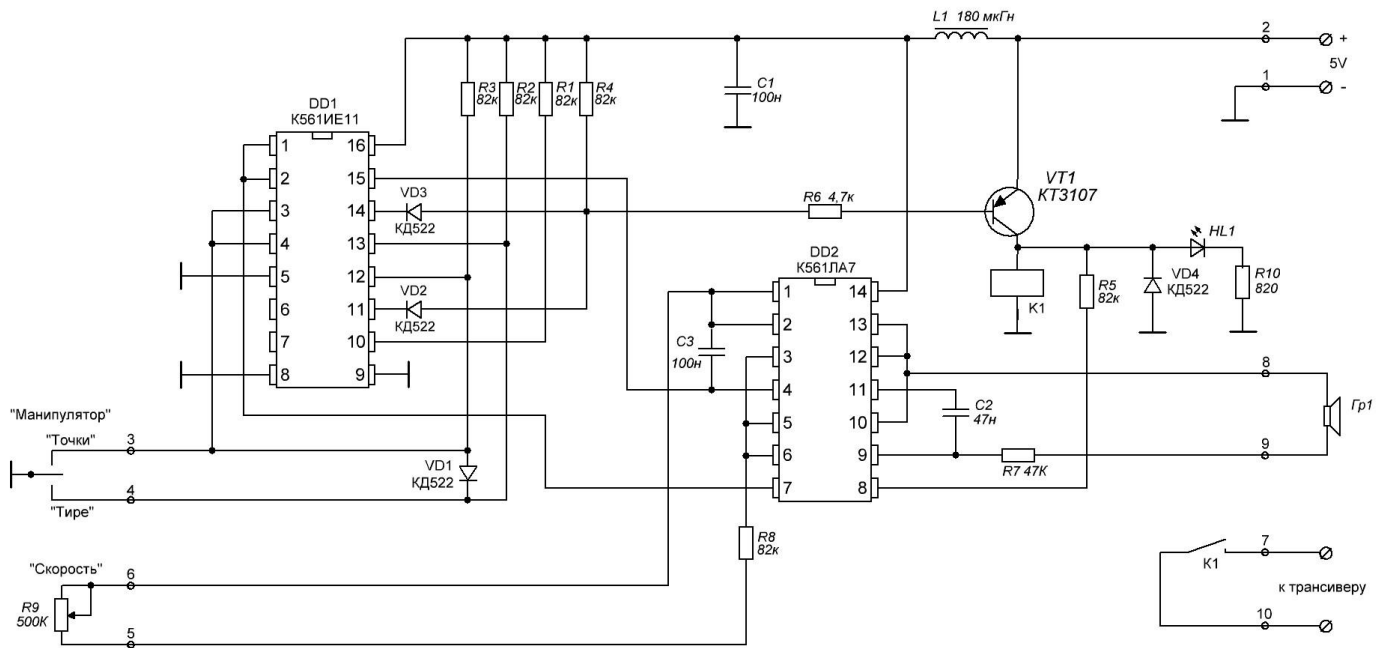 L1 180 мкГн
2
+
5V
1
-
R3
82к
R2
82к
R1
82к
R4
82к
C1
100н
DD1
К561ИЕ11
1
16
2
15
3
14
4
13
5
12
6
11
7
10
8
9
VD3
КД522
VD2
КД522
R6 4,7к
VT1
КТ3107
HL1
VD4
КД522
R10
820
K1
R5
82к
DD2
К561ЛА7
1
14
2
13
3
12
4
11
5
10
6
9
7
8
C3
100н
C2
47н
R7 47К
8
Гр1
9
"Манипулятор"
"Точки"
3
VD1
КД522
4
"Тире"
R8
82к
"Скорость"
6
R9
500К
5
7
К1
к трансиверу
10